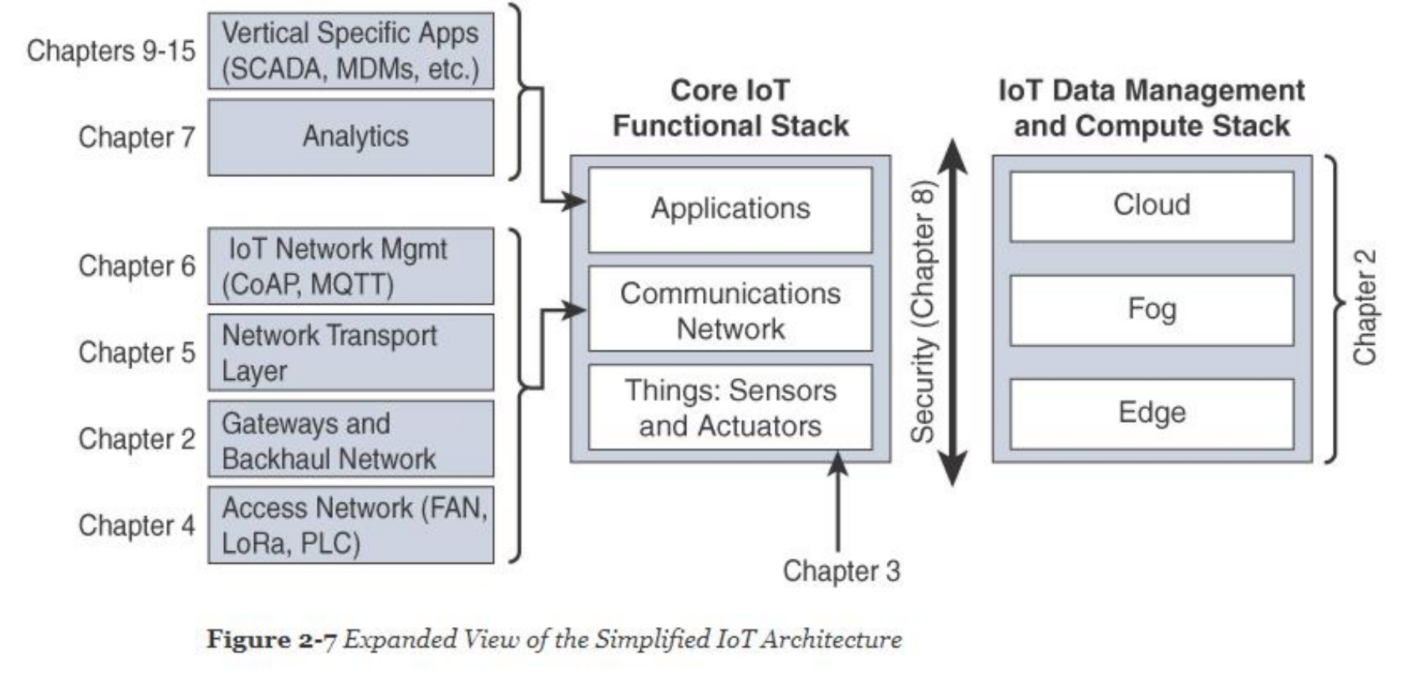 Chapters 9-15
Vertical Specific Apps
(SCADA, MDMs, etc.)
Chapter 7
Analytics
Chapter 6
IoT Network Mgmt
(CoAP, MQTT)
Chapter 5
Network Transport
Layer
Chapter 2
Gateways and
Backhaul Network
Chapter 4
Access Network (FAN,
LoRa, PLC)
Core IoT
Functional Stack
Applications
Communications
Network
Things: Sensors
and Actuators
Chapter 3
Security (Chapter 8)
IoT Data Management
and Compute Stack
Cloud
Fog
Edge
Chapter 2
Figure 2-7 Expanded View of the Simplified IoT Architecture